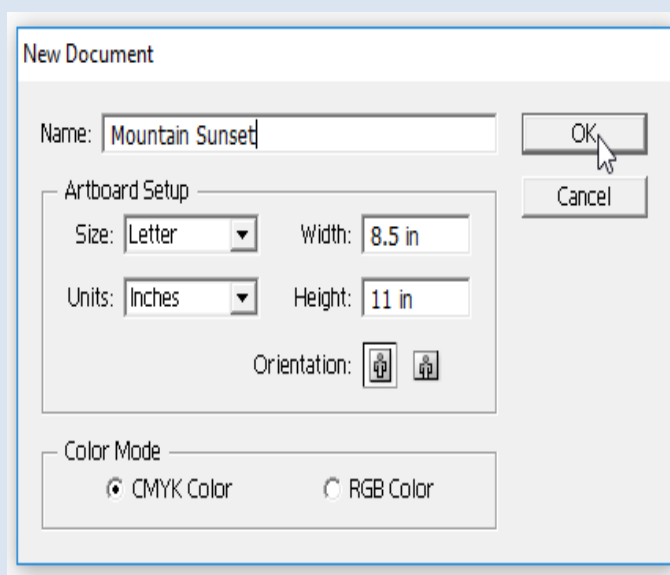 New Document
Name: Mountain Sunset
OK
Artboard Setup
Cancel
Size: Letter Width: 8.5 in
Units: Inches Height: 11 in
Orientation:
Color Mode
CMYK Color RGB Color